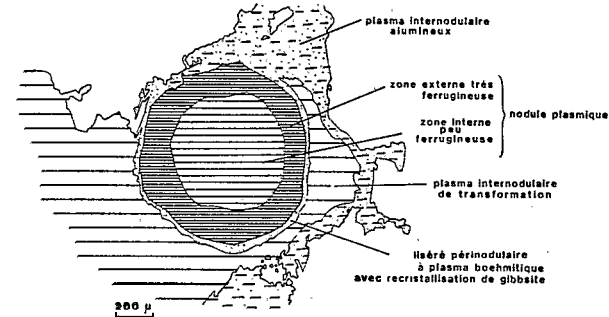 plasma internodulaire
alumineux
zone externe très
ferrugineuse
nodule plasmique
zone interne
peu
ferrugineuse
plasma internodulaire
de transformation
liséré périnodulaire
à plasma boehmitique
avec recristallisation de gibbsite
200 μ